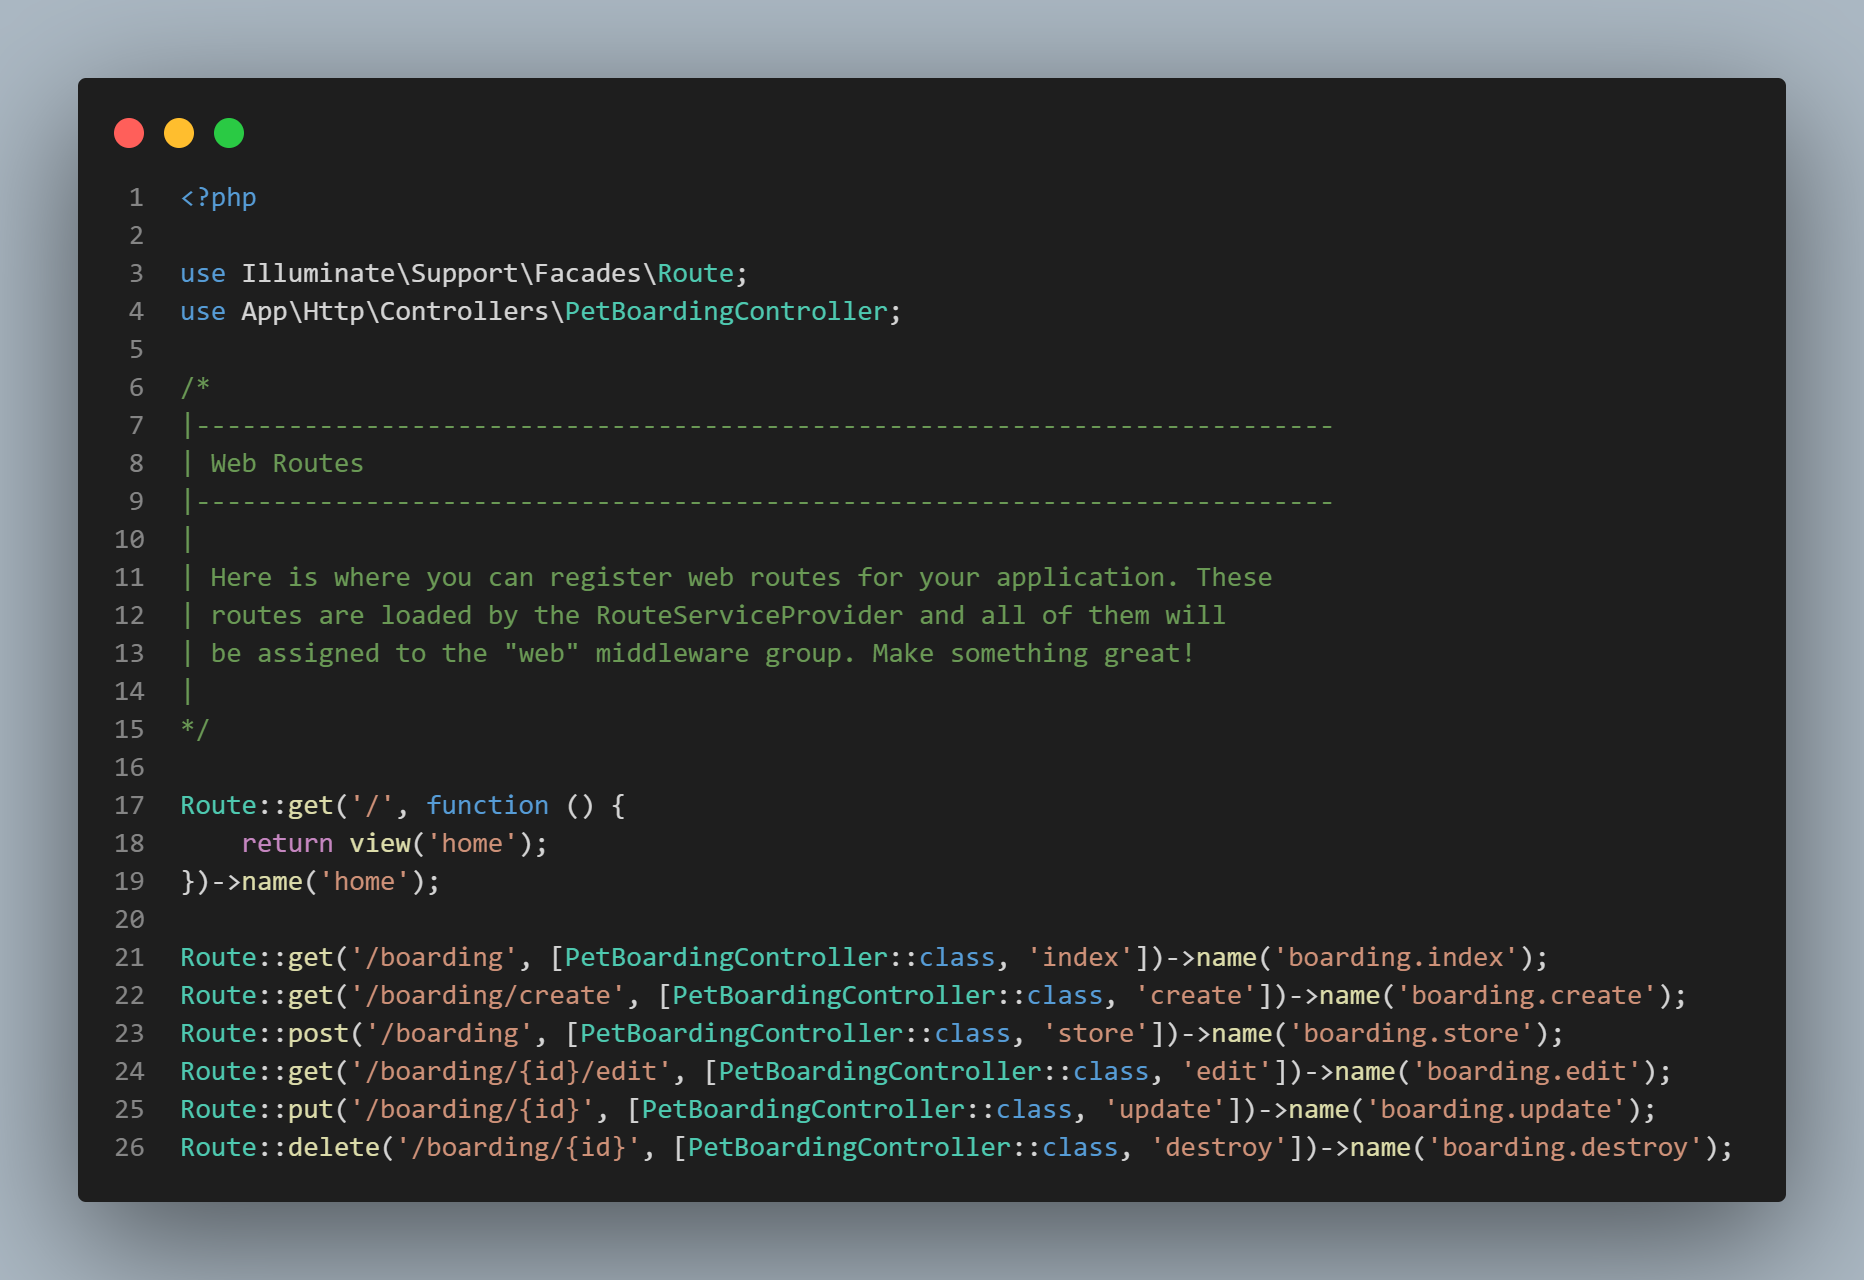 1 <?php
2
3 use Illuminate\Support\Facades\Route;
4 use App\Http\Controllers\PetBoardingController;
5
6 /*
7 |--------------------------------------------------------------------------
8 | Web Routes
9 |--------------------------------------------------------------------------
10 |
11 | Here is where you can register web routes for your application. These
12 | routes are loaded by the RouteServiceProvider and all of them will
13 | be assigned to the "web" middleware group. Make something great!
14 |
15 */
16
17 Route::get('/', function () {
18     return view('home');
19 })->name('home');
20
21 Route::get('/boarding', [PetBoardingController::class, 'index'])->name('boarding.index');
22 Route::get('/boarding/create', [PetBoardingController::class, 'create'])->name('boarding.create');
23 Route::post('/boarding', [PetBoardingController::class, 'store'])->name('boarding.store');
24 Route::get('/boarding/{id}/edit', [PetBoardingController::class, 'edit'])->name('boarding.edit');
25 Route::put('/boarding/{id}', [PetBoardingController::class, 'update'])->name('boarding.update');
26 Route::delete('/boarding/{id}', [PetBoardingController::class, 'destroy'])->name('boarding.destroy');